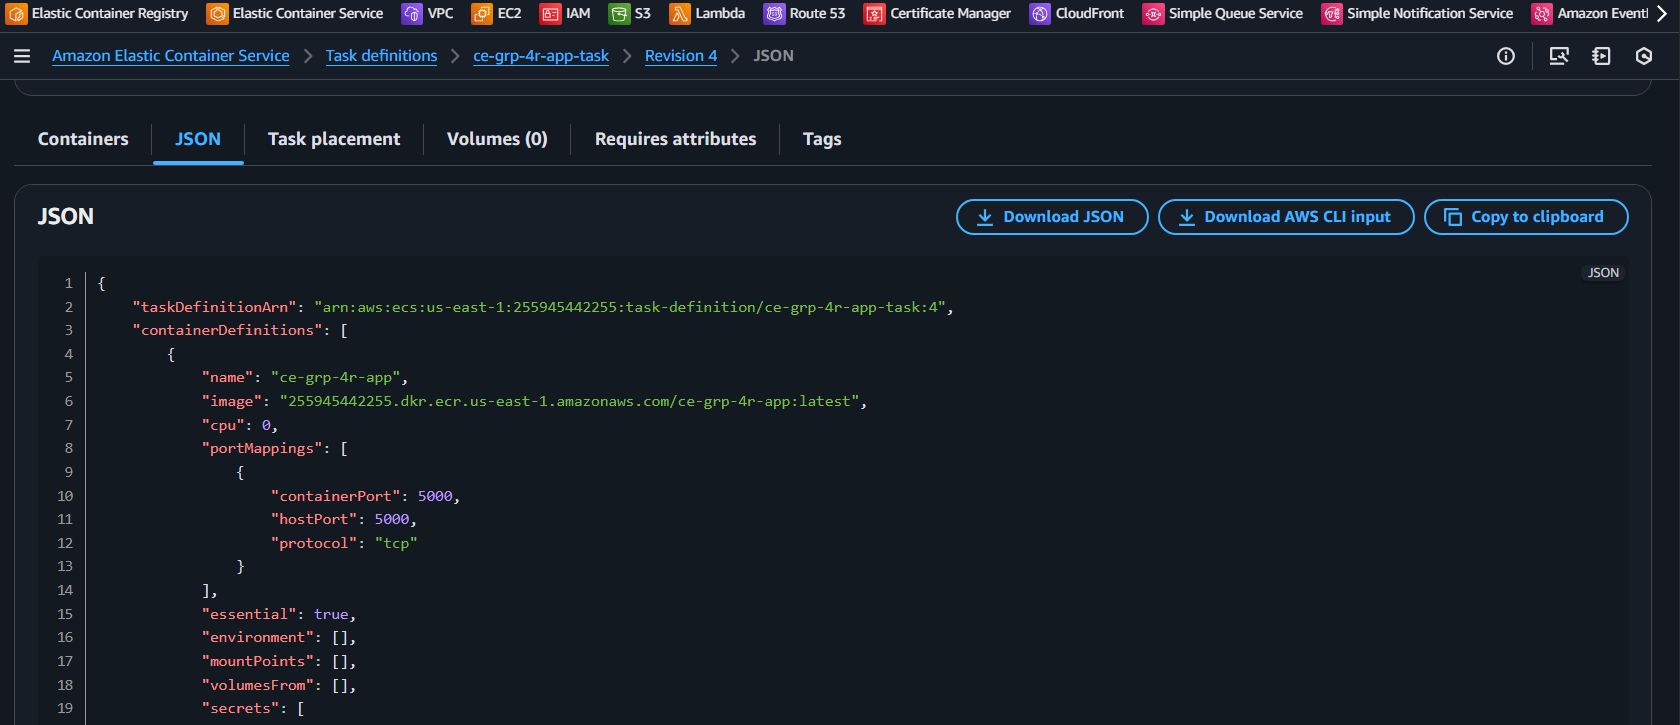 Elastic Container Registry Elastic Container Service VPC EC2 IAM S3 Lambda Route 53 Certificate Manager CloudFront Simple Queue Service Simple Notification Service Amazon Event
Amazon Elastic Container Service > Task definitions > ce-grp-4r-app-task > Revision 4 > JSON
Containers JSON Task placement Volumes (0) Requires attributes Tags
JSON Download JSON Download AWS CLI input Copy to clipboard
JSON
1 {
2 "taskDefinitionArn": "arn:aws:ecs:us-east-1:255945442255:task-definition/ce-grp-4r-app-task:4",
3 "containerDefinitions": [
4 {
5 "name": "ce-grp-4r-app",
6 "image": "255945442255.dkr.ecr.us-east-1.amazonaws.com/ce-grp-4r-app:latest",
7 "cpu": 0,
8 "portMappings": [
9 {
10 "containerPort": 5000,
11 "hostPort": 5000,
12 "protocol": "tcp"
13 }
14 ],
15 "essential": true,
16 "environment": [],
17 "mountPoints": [],
18 "volumesFrom": [],
19 "secrets": [